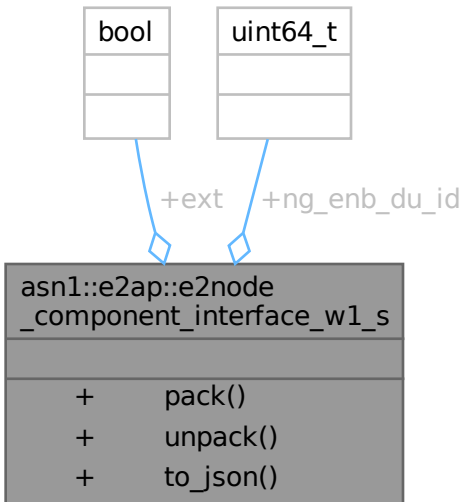 bool
uint64_t
+ext
+ng_enb_du_id
asn1::e2ap::e2node
_component_interface_w1_s
+ pack()
+ unpack()
+ to_json()